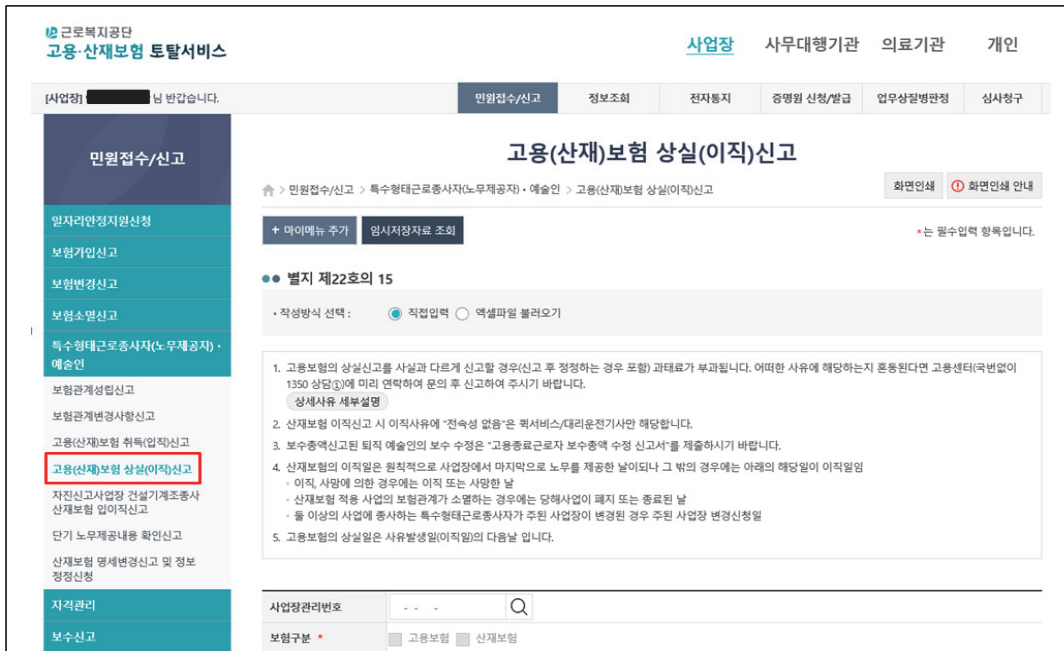 근로복지공단
고용·산재보험 토탈서비스
사업장 사무대행기관 의료기관 개인
[사업장] 님 반갑습니다.
민원접수/신고 정보조회 전자통지 증명원 신청/발급 업무상질병판정 심사청구
민원접수/신고
고용(산재)보험 상실(이직)신고
> 민원접수/신고 > 특수형태근로종사자(노무제공자)·예술인 > 고용(산재)보험 상실(이직)신고
화면인쇄 화면인쇄 안내
일자리안정지원신청
보험가입신고
보험변경신고
보험소멸신고
특수형태근로종사자(노무제공자)·
예술인
보험관계성립신고
보험관계변경사항신고
고용(산재)보험 취득(입직)신고
고용(산재)보험 상실(이직)신고
자진신고사업장 건설기계조종사
산재보험 입이직신고
단기 노무제공내용 확인신고
산재보험 명세변경신고 및 정보
정정신청
자격관리
보수신고
+ 마이메뉴 추가 임시저장자료 조회
*는 필수입력 항목입니다.
별지 제22호의 15
· 작성방식 선택 : 직접입력 엑셀파일 불러오기
1. 고용보험의 상실신고를 사실과 다르게 신고할 경우(신고 후 정정하는 경우 포함) 과태료가 부과됩니다. 어떠한 사유에 해당하는지 혼동된다면 고용센터(국번없이
1350 상담①)에 미리 연락하여 문의 후 신고하여 주시기 바랍니다.
상세사유 세부설명
2. 산재보험 이직신고 시 이직사유에 "전속성 없음"은 퀵서비스/대리운전기사만 해당합니다.
3. 보수총액신고된 퇴직 예술인의 보수 수정은 "고용종료근로자 보수총액 수정 신고서"를 제출하시기 바랍니다.
4. 산재보험의 이직일은 원칙적으로 사업장에서 마지막으로 노무를 제공한 날이되나 그 밖의 경우에는 아래의 해당일이 이직일임
◦ 이직, 사망에 의한 경우에는 이직 또는 사망한 날
◦ 산재보험 적용 사업의 보험관계가 소멸하는 경우에는 당해사업이 폐지 또는 종료된 날
◦ 둘 이상의 사업에 종사하는 특수형태근로종사자가 주된 사업장이 변경된 경우 주된 사업장 변경신청일
5. 고용보험의 상실일은 사유발생일(이직일)의 다음날 입니다.
사업장관리번호 - - -
보험구분 * 고용보험 산재보험